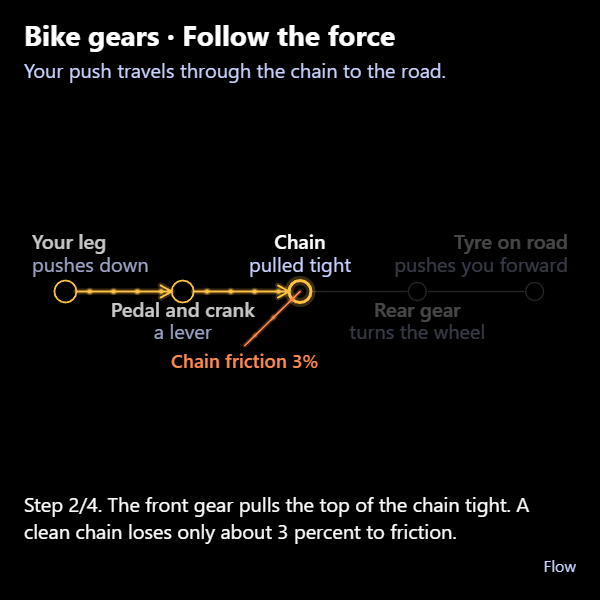 Bike gears · Follow the force
Your push travels through the chain to the road.
Your leg
pushes down
Chain
pulled tight
Tyre on road
pushes you forward
Pedal and crank
a lever
Rear gear
turns the wheel
Chain friction 3%
Step 2/4. The front gear pulls the top of the chain tight. A
clean chain loses only about 3 percent to friction.
Flow